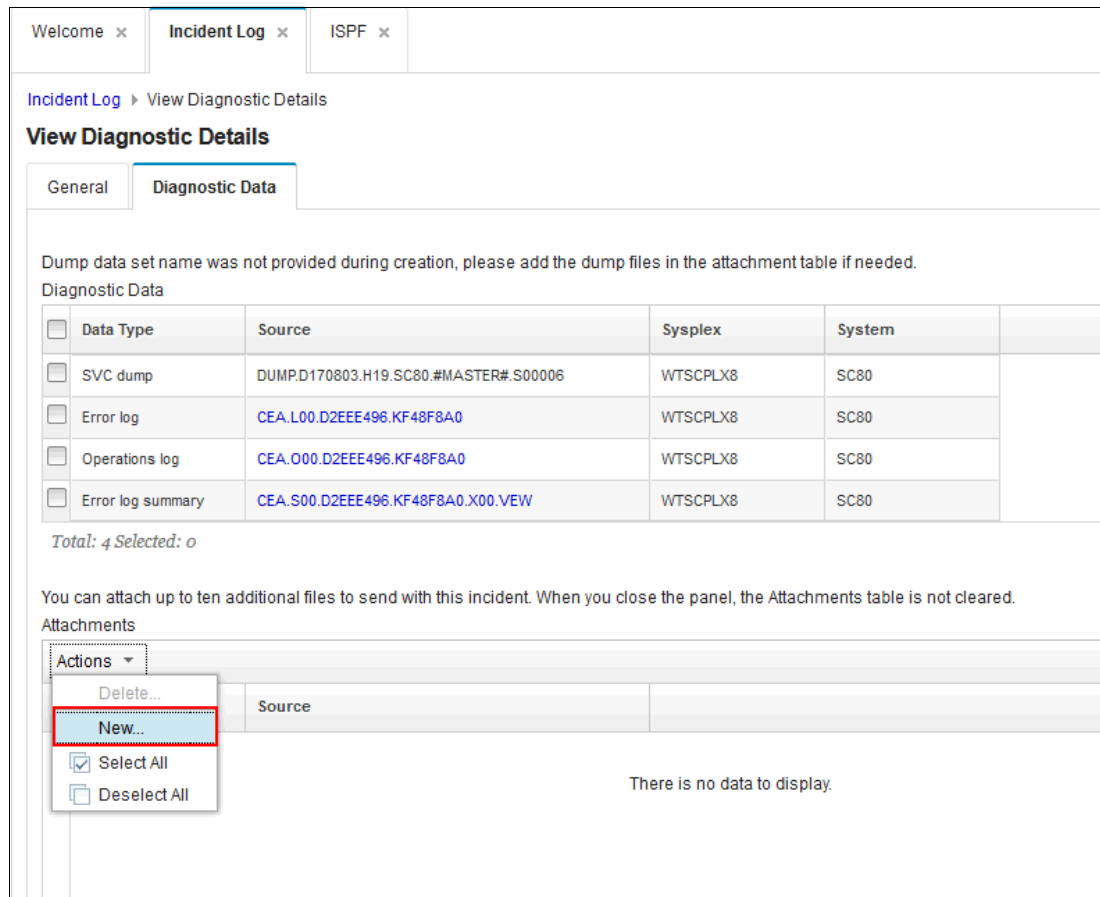 Welcome × Incident Log × ISPF ×
Incident Log ▸ View Diagnostic Details
View Diagnostic Details
General Diagnostic Data
Dump data set name was not provided during creation, please add the dump files in the attachment table if needed.
Diagnostic Data
Data Type Source Sysplex System
SVC dump DUMP.D170803.H19.SC80.#MASTER#.S00006 WTSCPLX8 SC80
Error log CEA.L00.D2EEE496.KF48F8A0 WTSCPLX8 SC80
Operations log CEA.O00.D2EEE496.KF48F8A0 WTSCPLX8 SC80
Error log summary CEA.S00.D2EEE496.KF48F8A0.X00.VEW WTSCPLX8 SC80
Total: 4 Selected: 0
You can attach up to ten additional files to send with this incident. When you close the panel, the Attachments table is not cleared.
Attachments
Actions
Delete...
Source
New...
Select All
There is no data to display.
Deselect All